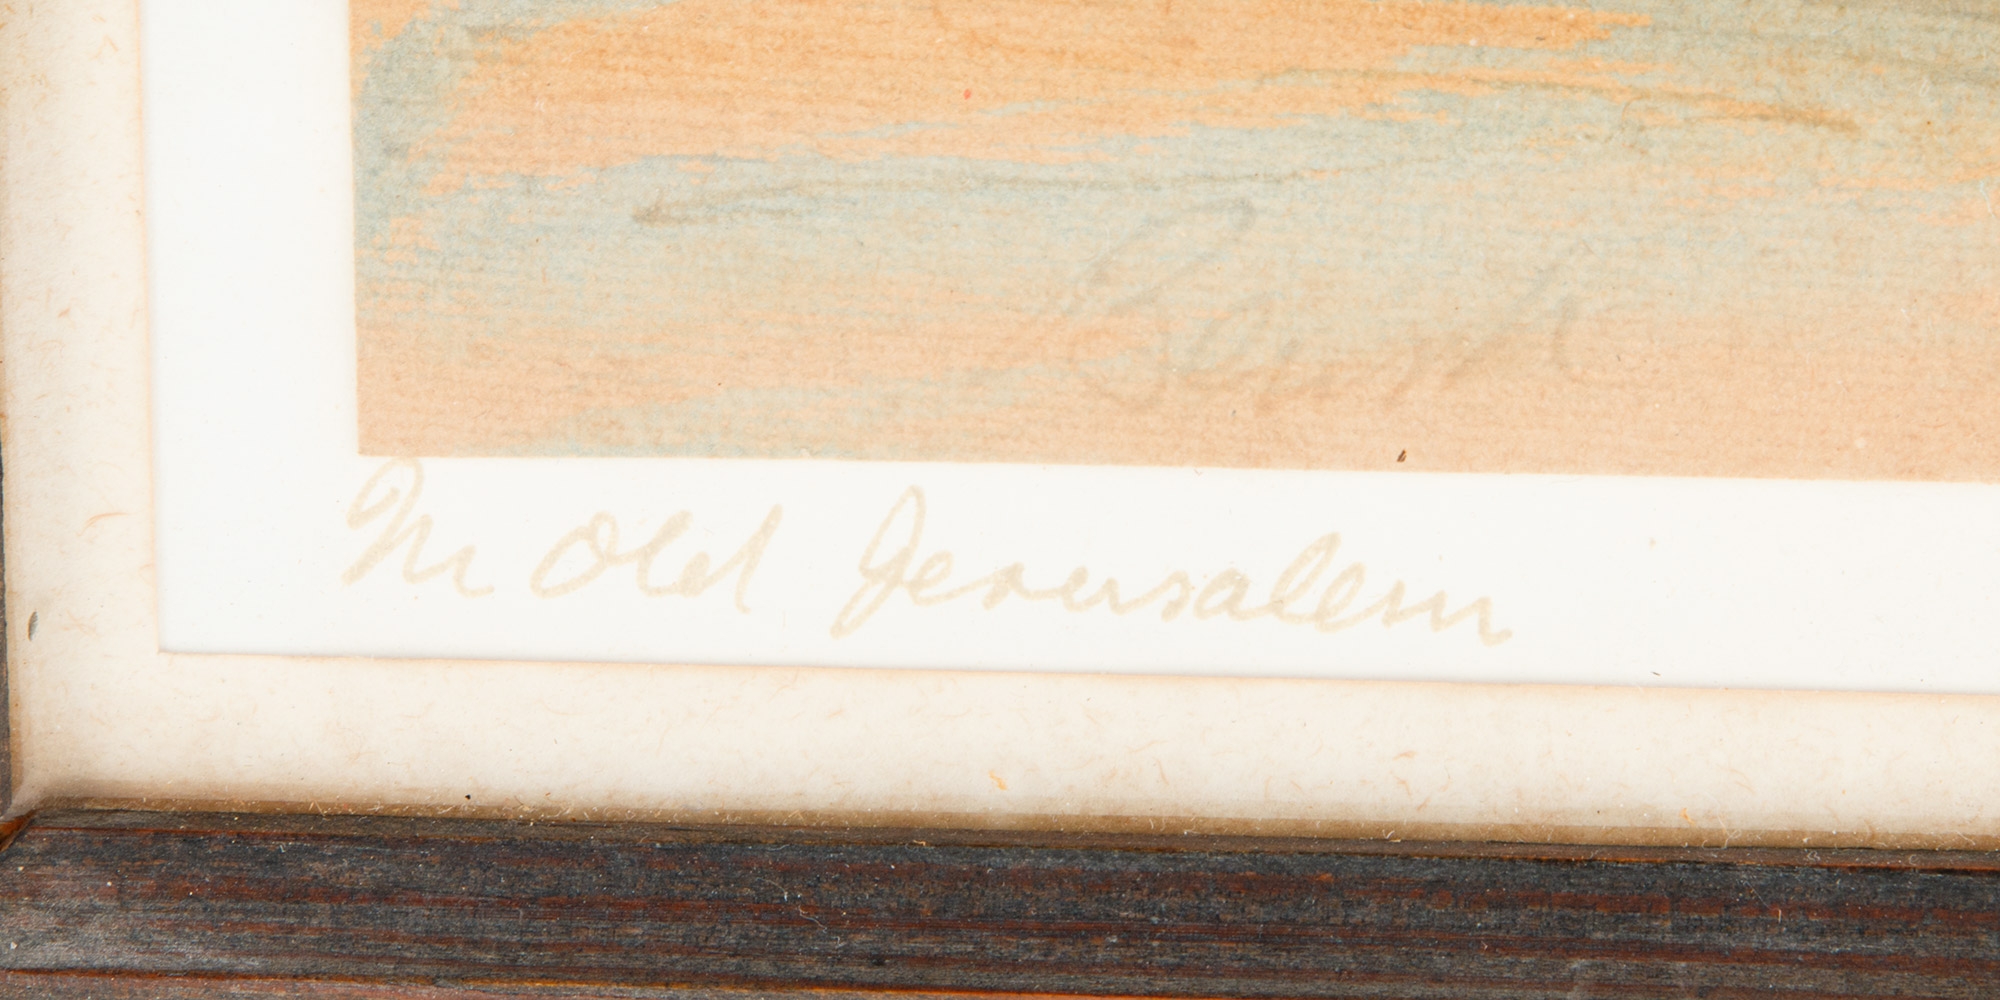 In Old Jerusalem